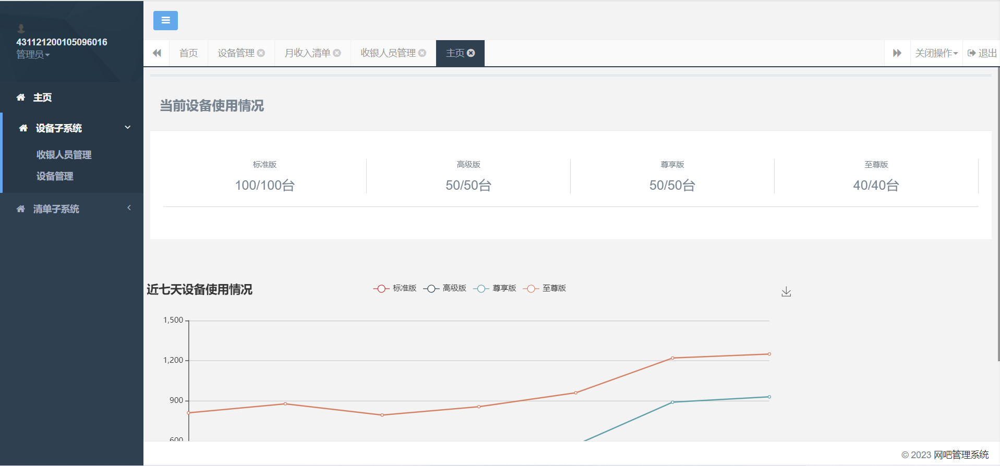 431121200105096016
管理员
主页
设备子系统
收银人员管理
设备管理
清单子系统
首页 设备管理 月收入清单 收银人员管理 主页 关闭操作 退出
当前设备使用情况
标准版 高级版 尊享版 至尊版
100/100台 50/50台 50/50台 40/40台
近七天设备使用情况 标准版 高级版 尊享版 至尊版
1,500
1,200
900
600
© 2023 网吧管理系统